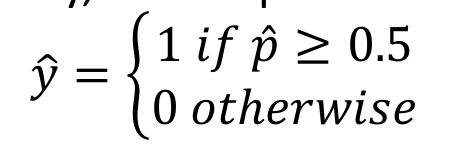 ŷ = { 1 if p̂ ≥ 0.5
0 otherwise